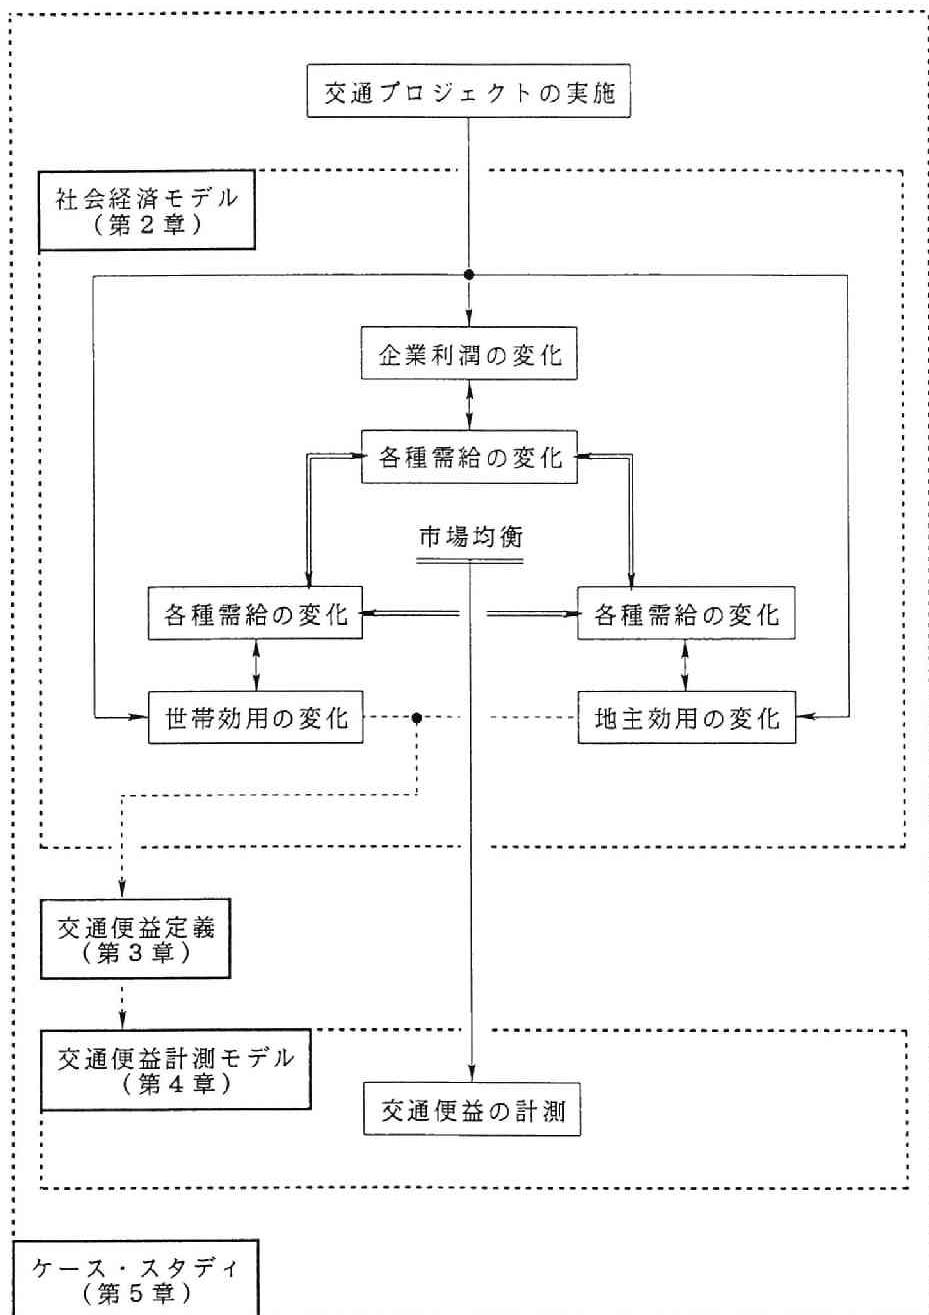 交通プロジェクトの実施
社会経済モデル
（第２章）
企業利潤の変化
各種需給の変化
市場均衡
各種需給の変化
各種需給の変化
世帯効用の変化
地主効用の変化
交通便益定義
（第３章）
交通便益計測モデル
（第４章）
交通便益の計測
ケース・スタディ
（第５章）